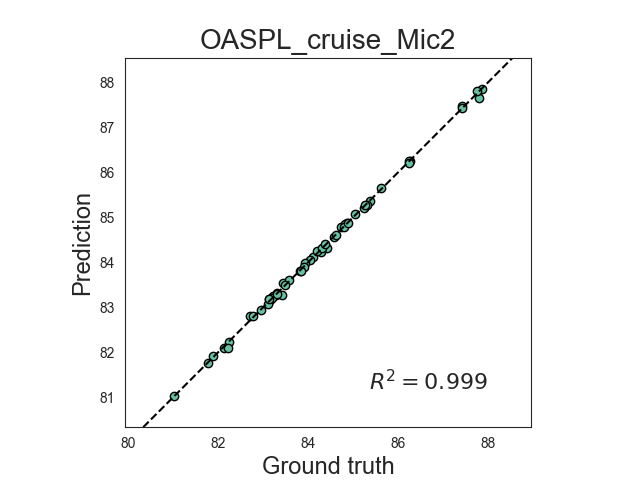 OASPL_cruise_Mic2
88
87
86
85
84
83
82
81
Prediction
R² = 0.999
80 82 84 86 88
Ground truth